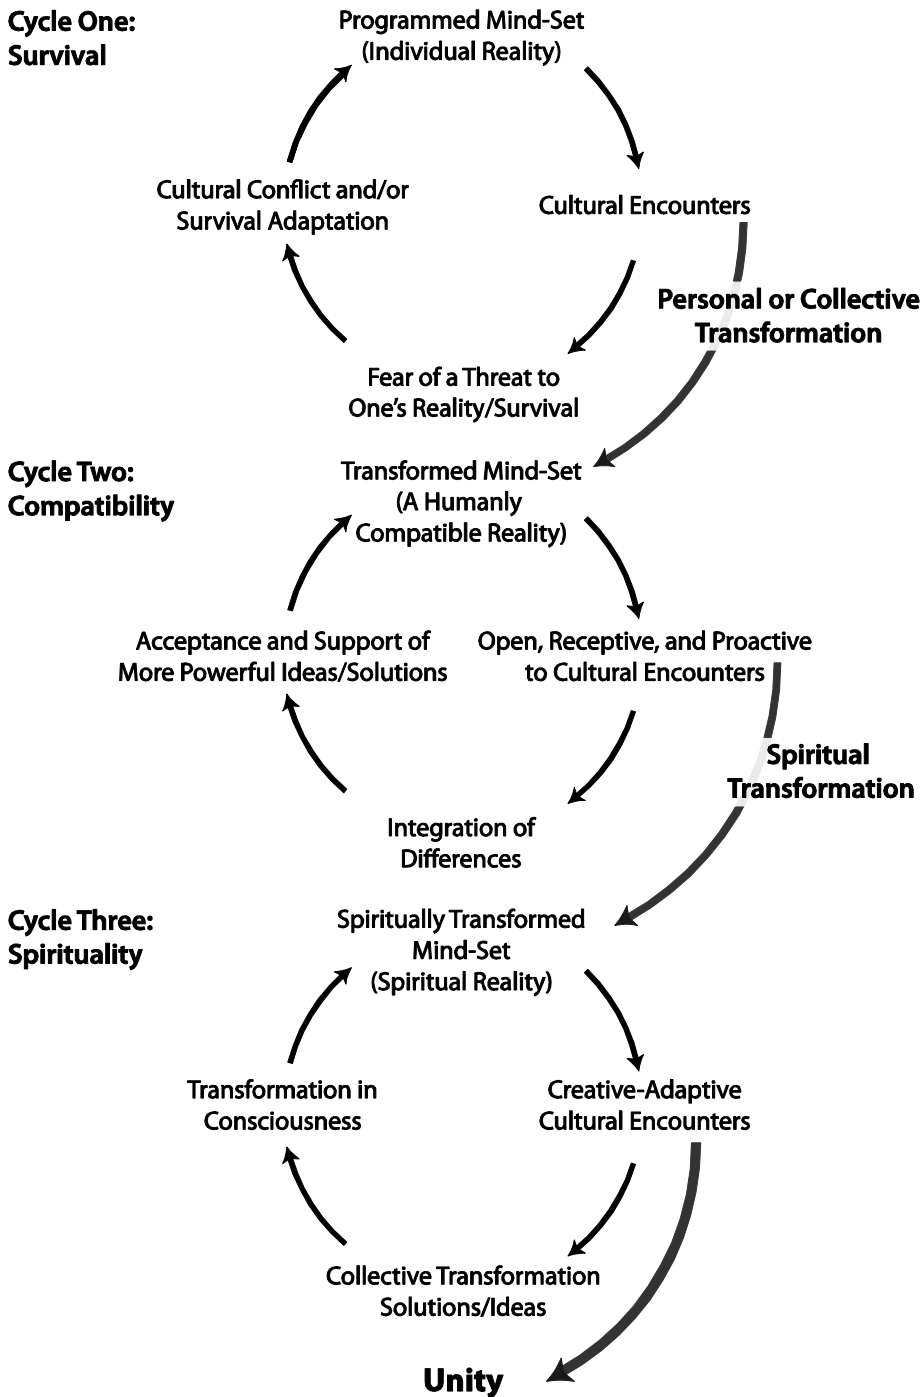 Cycle One:
Survival
Programmed Mind-Set
(Individual Reality)
Cultural Conflict and/or
Survival Adaptation
Cultural Encounters
Personal or Collective
Transformation
Fear of a Threat to
One’s Reality/Survival
Cycle Two:
Compatibility
Transformed Mind-Set
(A Humanly
Compatible Reality)
Acceptance and Support of
More Powerful Ideas/Solutions
Open, Receptive, and Proactive
to Cultural Encounters
Spiritual
Transformation
Integration of
Differences
Cycle Three:
Spirituality
Spiritually Transformed
Mind-Set
(Spiritual Reality)
Transformation in
Consciousness
Creative-Adaptive
Cultural Encounters
Collective Transformation
Solutions/Ideas
Unity